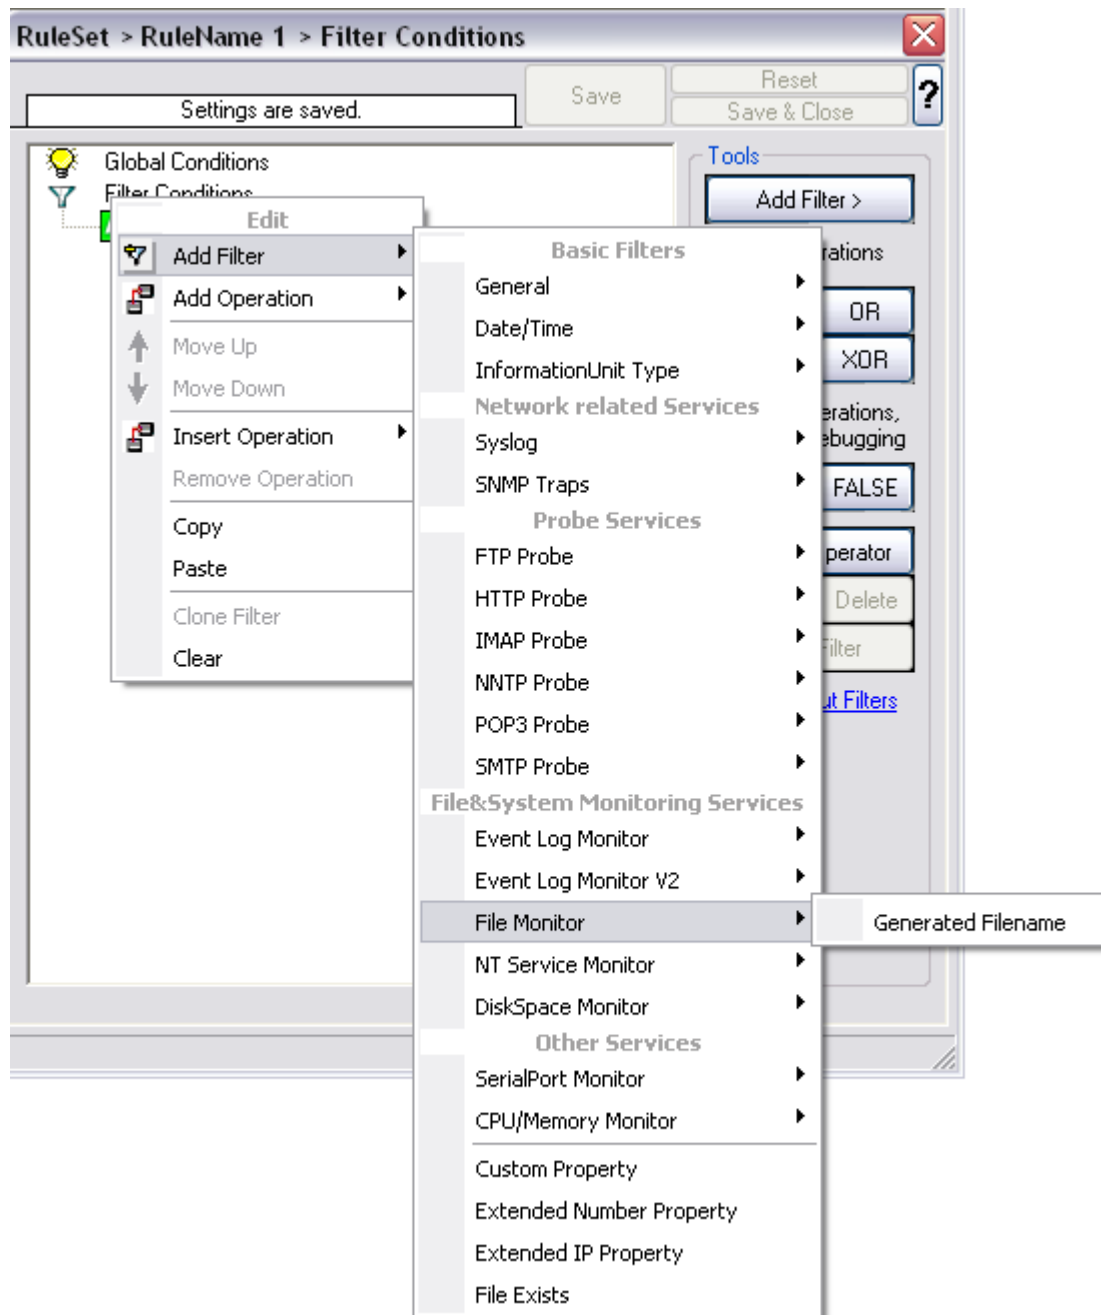 RuleSet > RuleName 1 > Filter Conditions
Settings are saved.
Save
Reset
Save & Close
?
Global Conditions
Filter Conditions
Tools
Add Filter >
Edit
Add Filter
Add Operation
Move Up
Move Down
Insert Operation
Remove Operation
Copy
Paste
Clone Filter
Clear
Basic Filters
General
Date/Time
InformationUnit Type
Network related Services
Syslog
SNMP Traps
Probe Services
FTP Probe
HTTP Probe
IMAP Probe
NNTP Probe
POP3 Probe
SMTP Probe
File&System Monitoring Services
Event Log Monitor
Event Log Monitor V2
File Monitor
NT Service Monitor
DiskSpace Monitor
Other Services
SerialPort Monitor
CPU/Memory Monitor
Custom Property
Extended Number Property
Extended IP Property
File Exists
Generated Filename
OR
XOR
FALSE
Delete
Filters